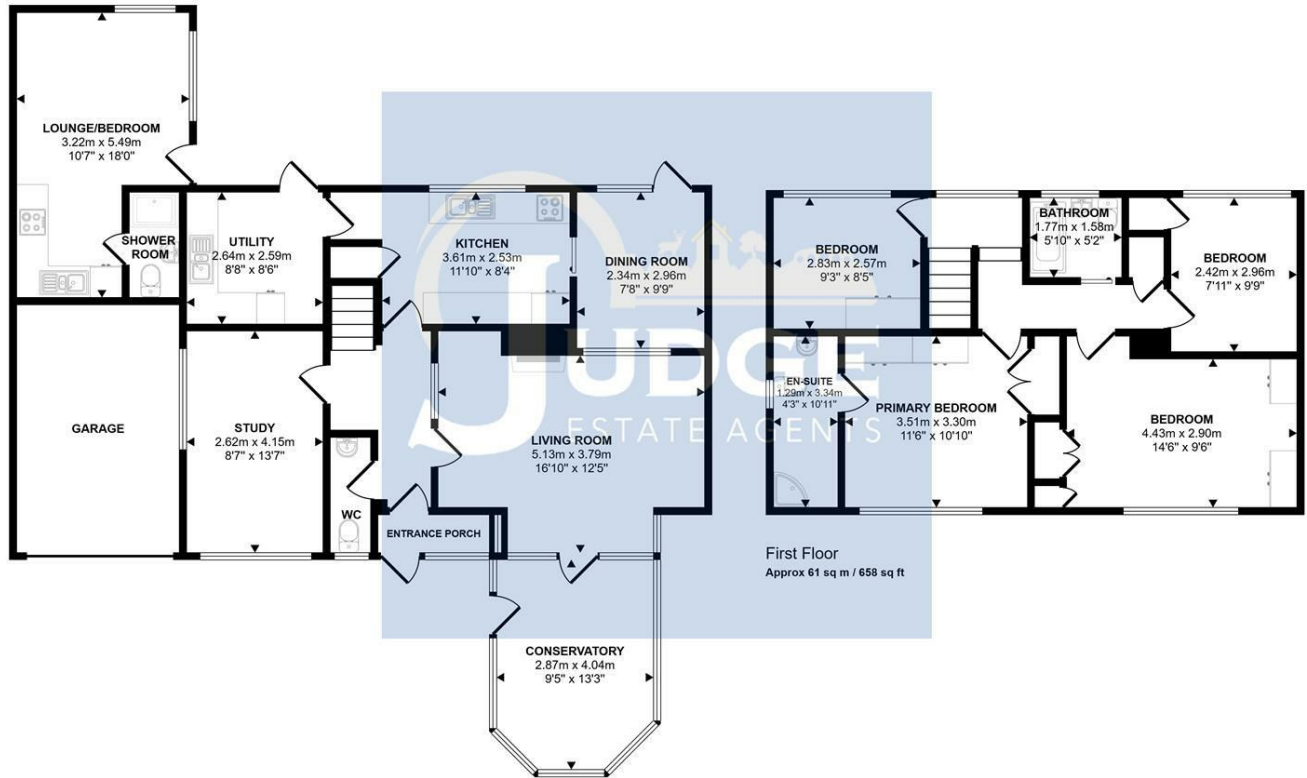 LOUNGE/BEDROOM
3.22m x 5.49m
10'7" x 18'0"
SHOWER
ROOM
UTILITY
2.64m x 2.59m
8'8" x 8'6"
KITCHEN
3.61m x 2.53m
11'10" x 8'4"
DINING ROOM
2.34m x 2.96m
7'8" x 9'9"
GARAGE
STUDY
2.62m x 4.15m
8'7" x 13'7"
WC
ENTRANCE PORCH
LIVING ROOM
5.13m x 3.79m
16'10" x 12'5"
CONSERVATORY
2.87m x 4.04m
9'5" x 13'3"
JUDGE
ESTATE AGENTS
BEDROOM
2.83m x 2.57m
9'3" x 8'5"
BATHROOM
1.77m x 1.58m
5'10" x 5'2"
BEDROOM
2.42m x 2.96m
7'11" x 9'9"
EN-SUITE
1.29m x 3.34m
4'3" x 10'11"
PRIMARY BEDROOM
3.51m x 3.30m
11'6" x 10'10"
BEDROOM
4.43m x 2.90m
14'6" x 9'6"
First Floor
Approx 61 sq m / 658 sq ft